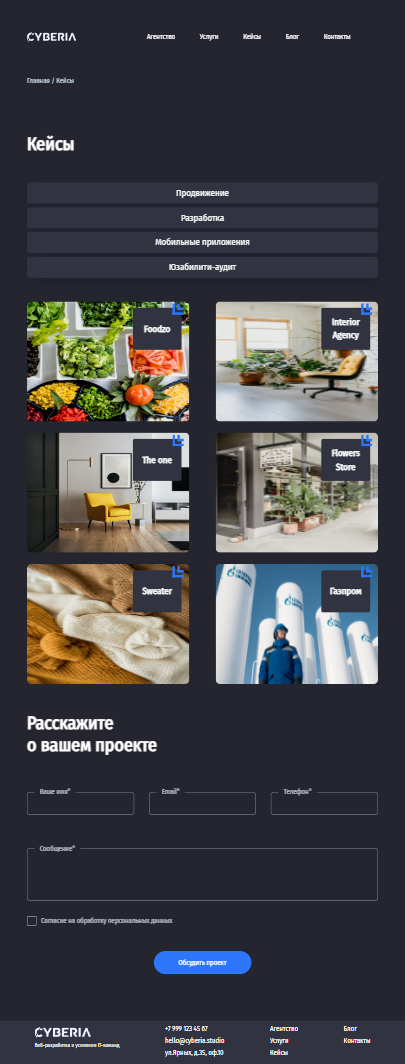 CYBERIA
Агентство Услуги Кейсы Блог Контакты
Главная / Кейсы
Кейсы
Продвижение
Разработка
Мобильные приложения
Юзабилити-аудит
Foodzo
Interior
Agency
The one
Flowers
Store
Sweater
Газпром
Расскажите
о вашем проекте
Ваше имя*
Email*
Телефон*
Сообщение*
Согласие на обработку персональных данных
Обсудить проект
CYBERIA
Веб-разработка и усиление IT-команд
+7 999 123 45 67
hello@cyberia.studio
ул.Ярных, д.35, оф.10
Агентство
Услуги
Кейсы
Блог
Контакты